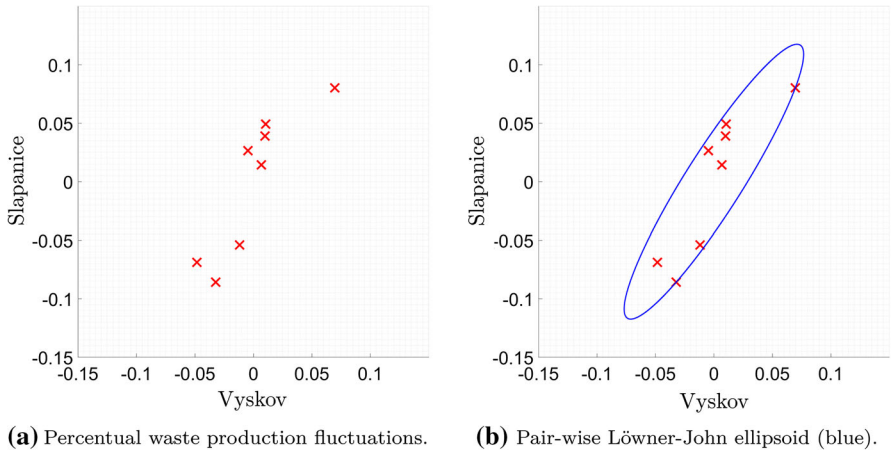 0.1
0.05
0
-0.05
-0.1
-0.15
Slapanice
-0.15 -0.1 -0.05 0 0.05 0.1
Vyskov
(a) Percentual waste production fluctuations.
0.1
0.05
0
-0.05
-0.1
-0.15
Slapanice
-0.15 -0.1 -0.05 0 0.05 0.1
Vyskov
(b) Pair-wise Löwner-John ellipsoid (blue).